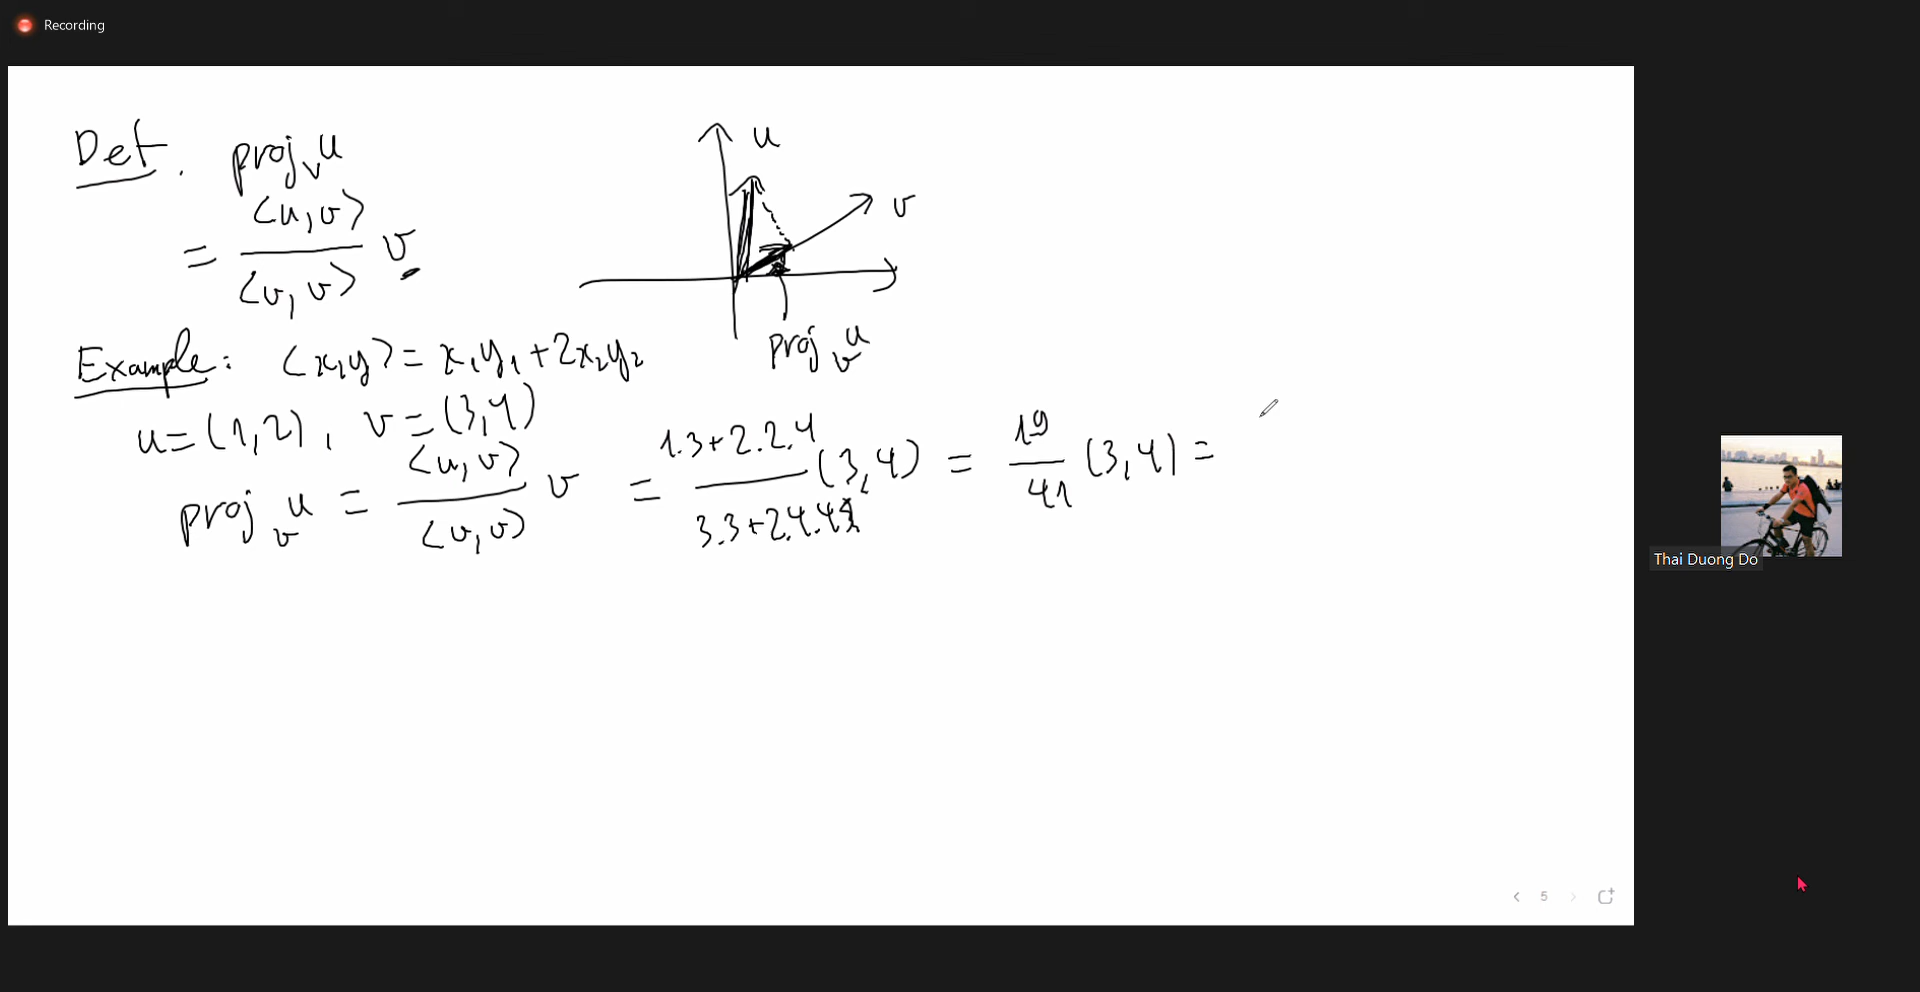 Recording
Def. proj_v u
= <u,v>/<v,v> v
u
v
proj_v u
Example: <x,y> = x₁y₁ + 2x₂y₂
u = (1,2), v = (3,4)
proj_v u = <u,v>/<v,v> v = (1.3+2.2.4)/(3.3+2.4.4) (3,4) = 19/41 (3,4) =
Thai Duong Do
5